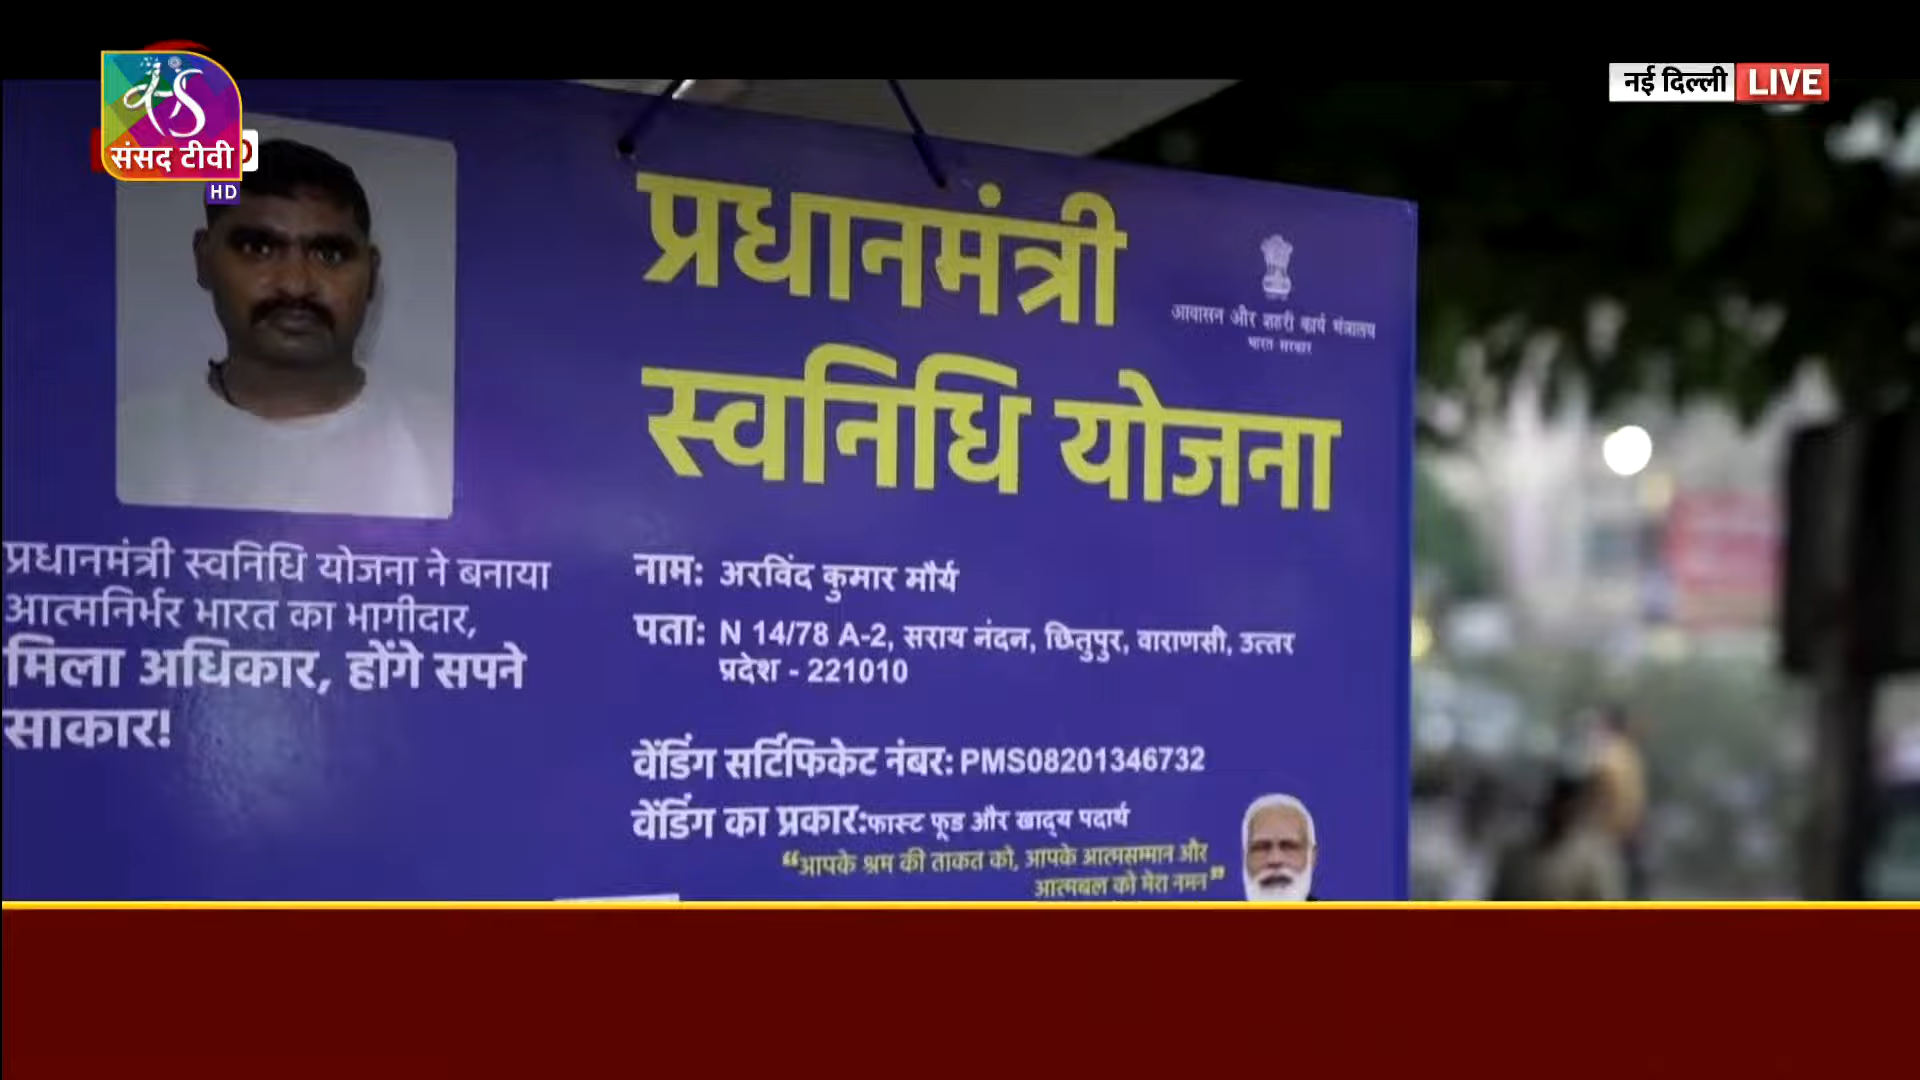 संसद टीवी
HD
नई दिल्ली LIVE
प्रधानमंत्री
स्वनिधि योजना
आवासन और शहरी कार्य मंत्रालय
भारत सरकार
प्रधानमंत्री स्वनिधि योजना ने बनाया
आत्मनिर्भर भारत का भागीदार,
मिला अधिकार, होंगे सपने
साकार!
नाम: अरविंद कुमार मौर्य
पता: N 14/78 A-2, सराय नंदन, छितुपुर, वाराणसी, उत्तर
प्रदेश - 221010
वेंडिंग सर्टिफिकेट नंबर: PMS08201346732
वेंडिंग का प्रकार:फास्ट फूड और खाद्य पदार्थ
“आपके श्रम की ताकत को, आपके आत्मसम्मान और
आत्मबल को मेरा नमन”